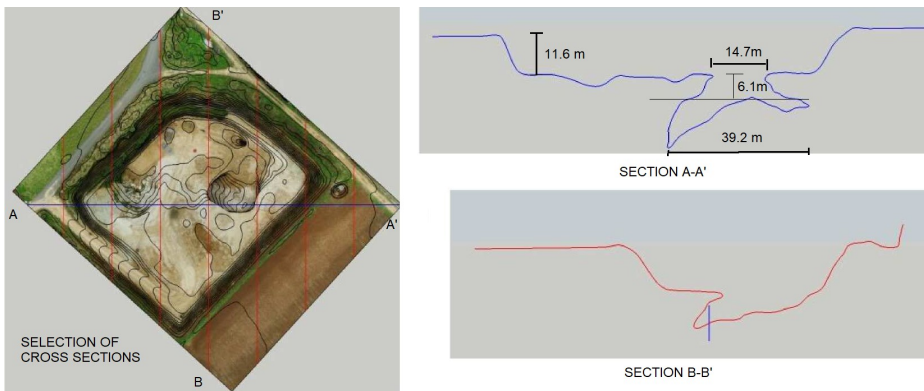 B'
A
A'
SELECTION OF
CROSS SECTIONS
B
11.6 m
14.7m
6.1m
39.2 m
SECTION A-A'
SECTION B-B'